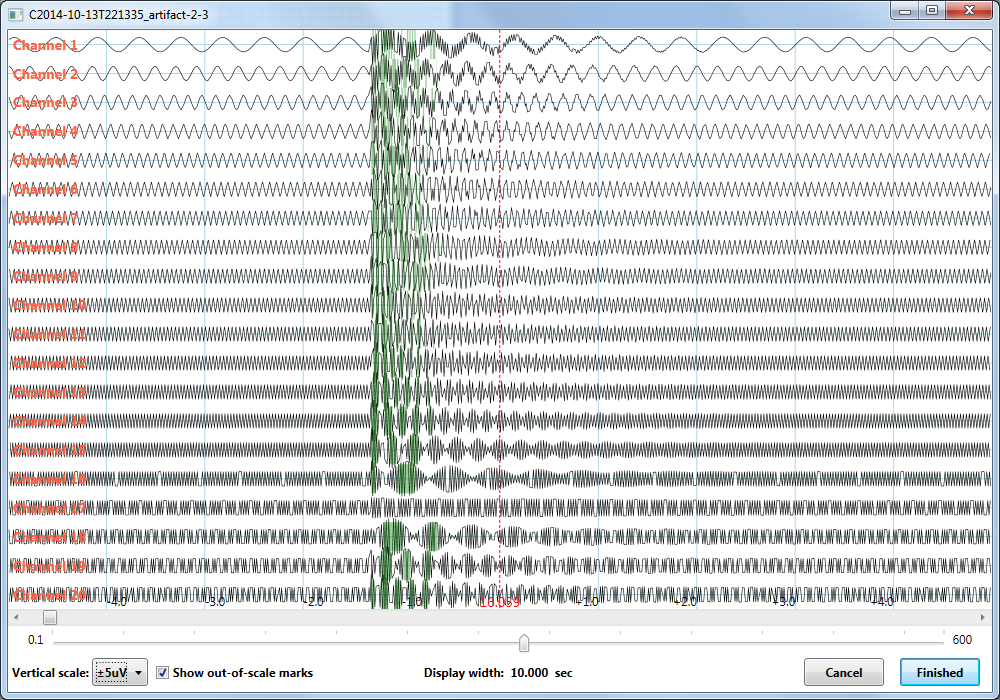 C2014-10-13T221335_artifact-2-3
Channel 1
Channel 2
Channel 3
Channel 4
Channel 5
Channel 6
Channel 7
Channel 8
Channel 9
Channel 10
Channel 11
Channel 12
Channel 13
Channel 14
Channel 15
Channel 16
Channel 17
Channel 18
Channel 19
Channel 20
-4.0 -3.0 -2.0 -1.0 16.059 +1.0 +2.0 +3.0 +4.0
0.1 600
Vertical scale: ±5uV Show out-of-scale marks Display width: 10.000 sec Cancel Finished